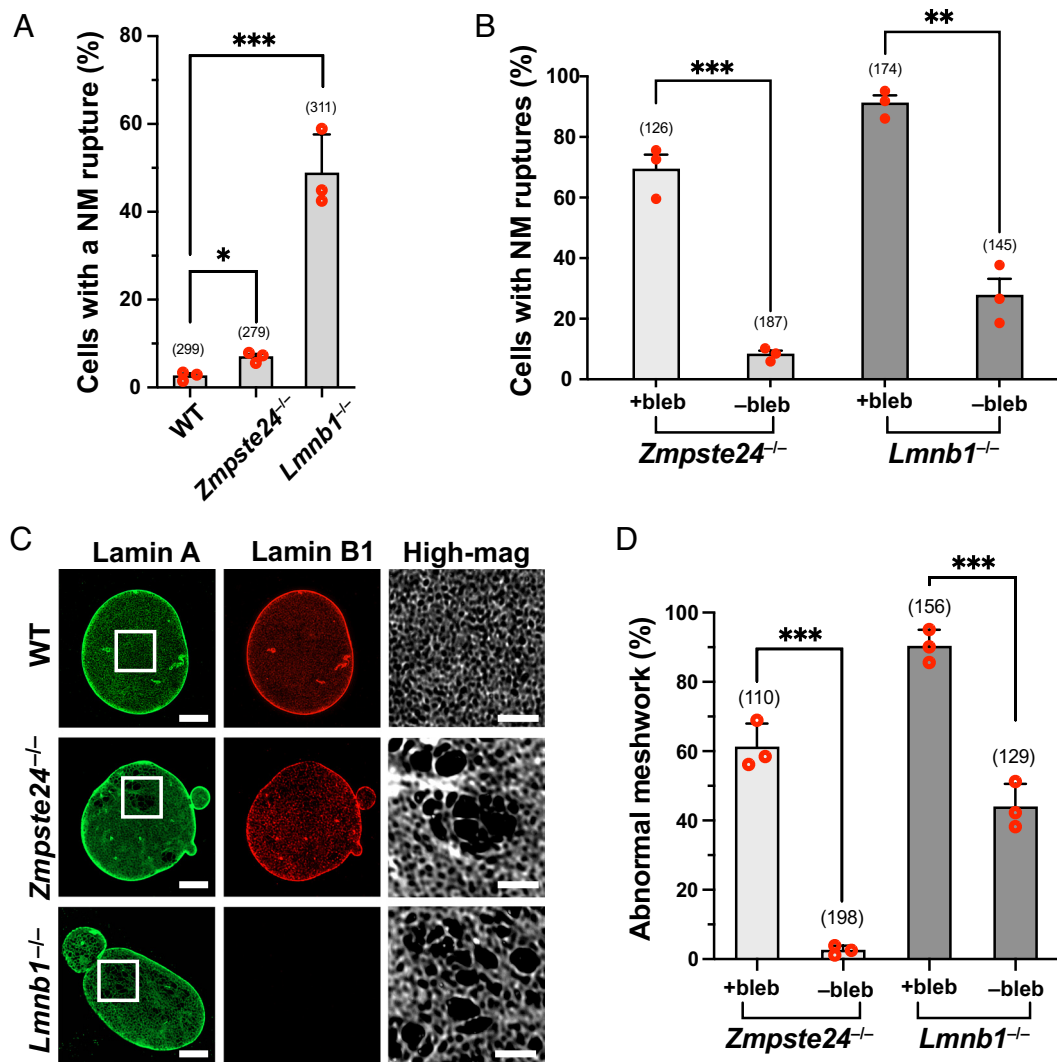 A
Cells with a NM rupture (%)
80
60
40
20
0
***
*
(299)
(279)
(311)
WT
Zmpste24–/–
Lmnb1–/–
B
Cells with NM ruptures (%)
100
80
60
40
20
0
***
**
(126)
(187)
(174)
(145)
+bleb
–bleb
+bleb
–bleb
Zmpste24–/–
Lmnb1–/–
C
Lamin A
Lamin B1
High-mag
WT
Zmpste24–/–
Lmnb1–/–
D
Abnormal meshwork (%)
100
80
60
40
20
0
***
***
(110)
(198)
(156)
(129)
+bleb
–bleb
+bleb
–bleb
Zmpste24–/–
Lmnb1–/–